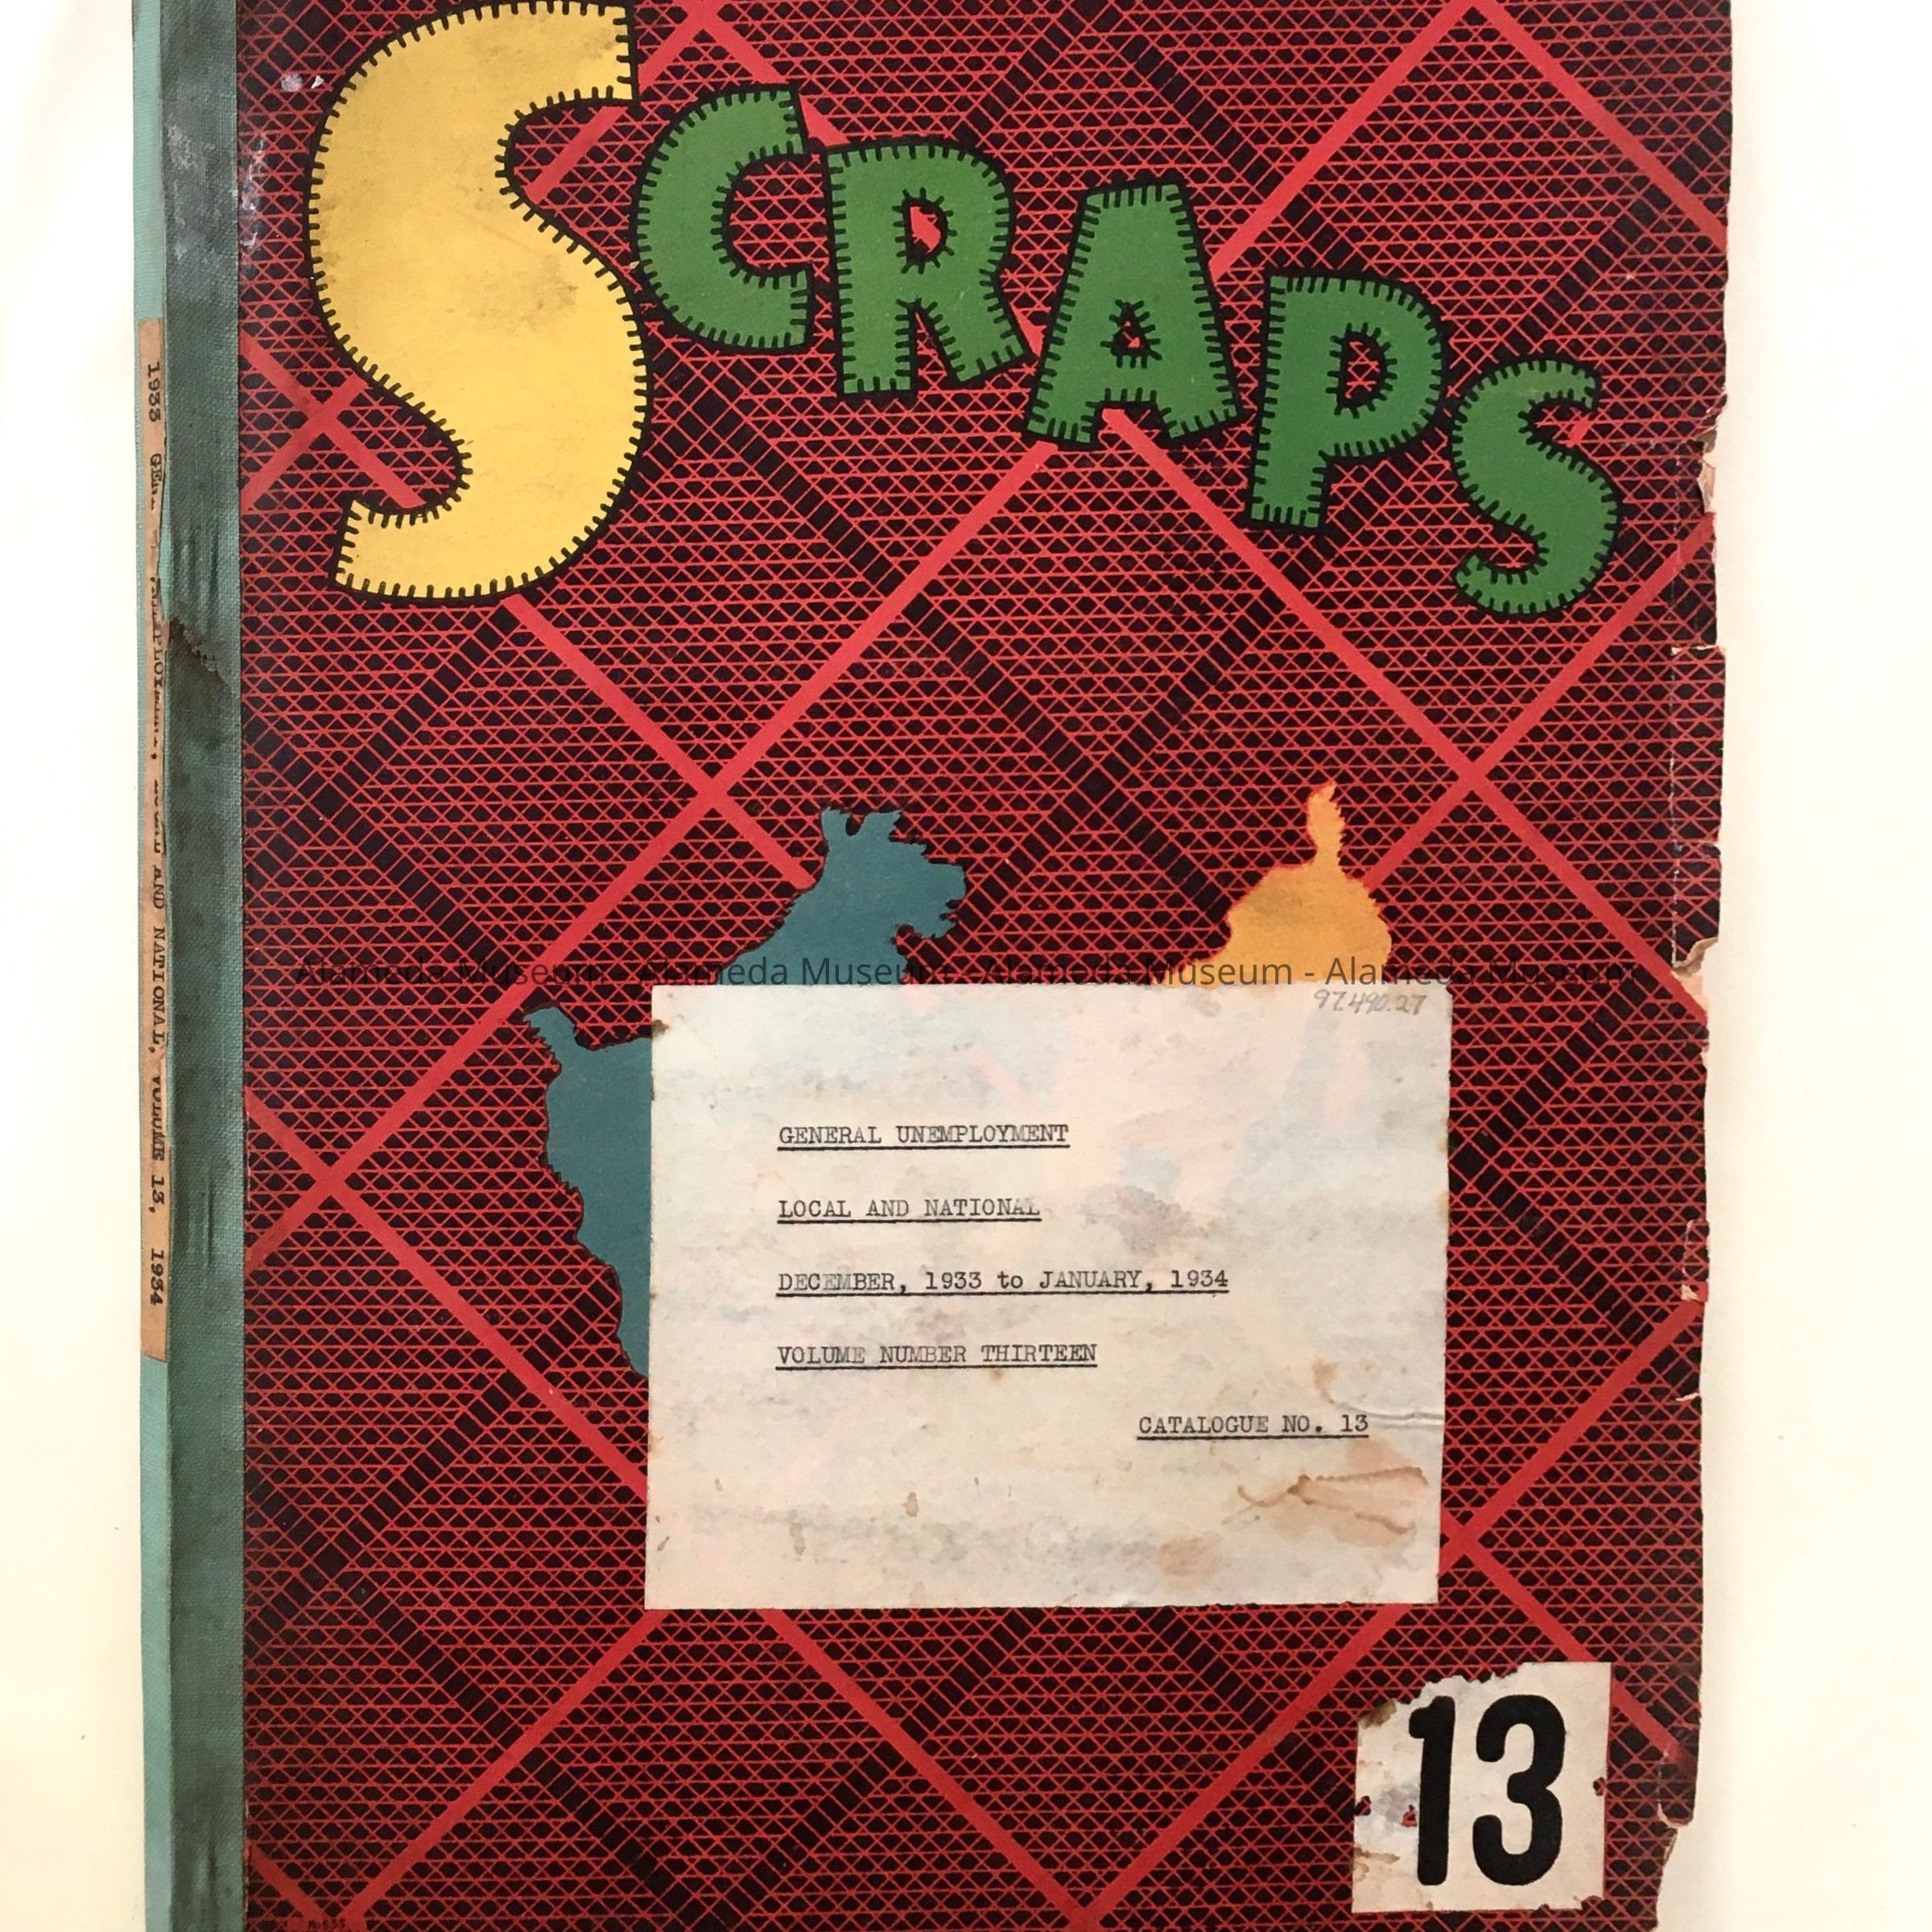 SCRAPS
Alameda Museum - Alameda Museum - Alameda Museum - Alameda Museum
97.490.27
GENERAL UNEMPLOYMENT
LOCAL AND NATIONAL
DECEMBER, 1933 to JANUARY, 1934
VOLUME NUMBER THIRTEEN
CATALOGUE NO. 13
13
1933 AND NATIONAL, VOLUME 13, 1934